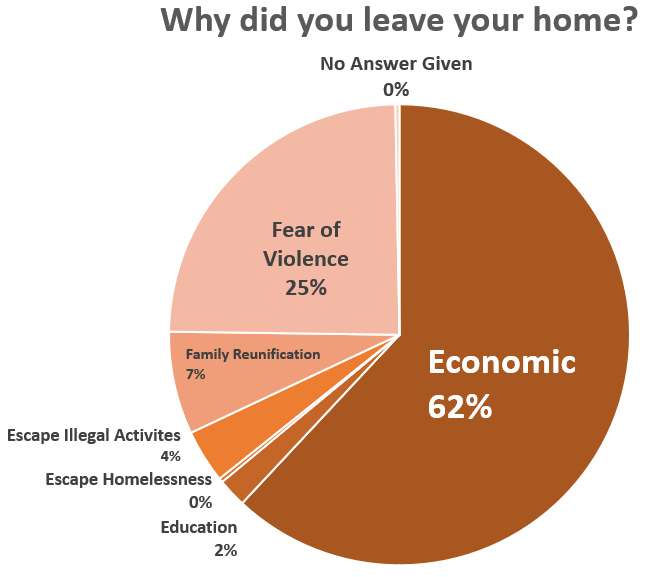 Why did you leave your home?
No Answer Given
0%
Fear of
Violence
25%
Economic
62%
Family Reunification
7%
Escape Illegal Activites
4%
Escape Homelessness
0%
Education
2%